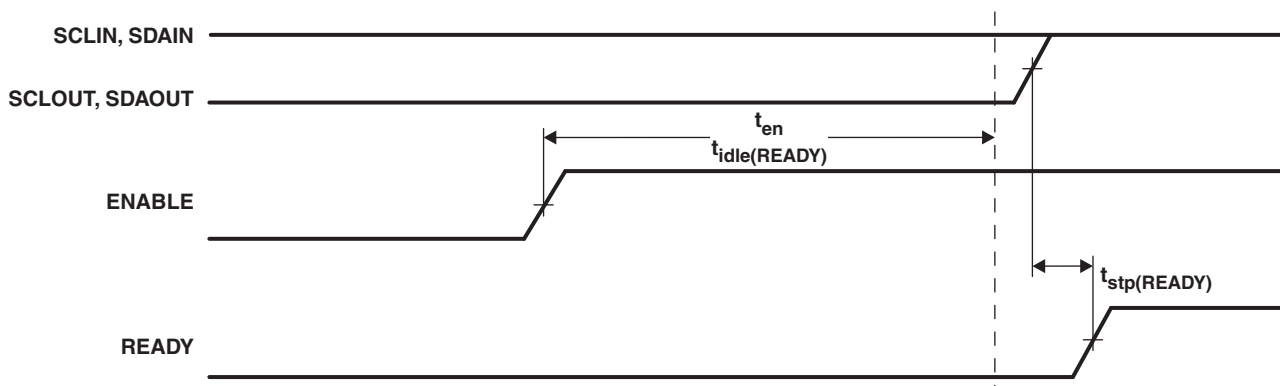 SCLIN, SDAIN
SCLOUT, SDAOUT
ten
tidle(READY)
ENABLE
tstp(READY)
READY